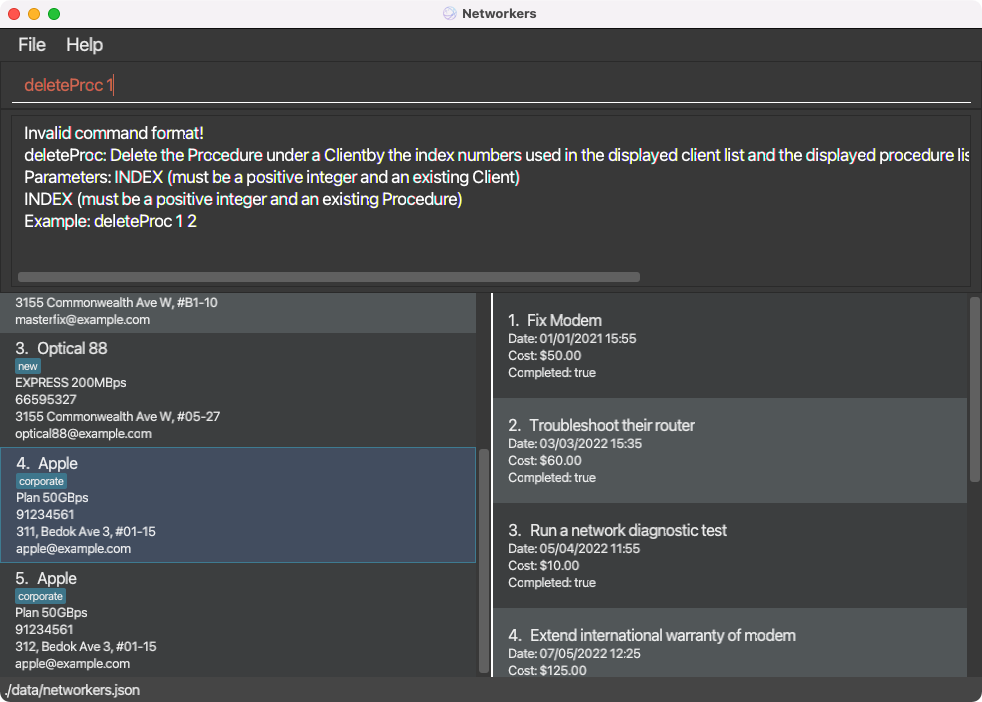 Networkers
File Help
deleteProc 1
Invalid command format!
deleteProc: Delete the Procedure under a Clientby the index numbers used in the displayed client list and the displayed procedure lis
Parameters: INDEX (must be a positive integer and an existing Client)
INDEX (must be a positive integer and an existing Procedure)
Example: deleteProc 1 2
3155 Commonwealth Ave W, #B1-10
masterfix@example.com
3. Optical 88
new
EXPRESS 200MBps
66595327
3155 Commonwealth Ave W, #05-27
optical88@example.com
4. Apple
corporate
Plan 50GBps
91234561
311, Bedok Ave 3, #01-15
apple@example.com
5. Apple
corporate
Plan 50GBps
91234561
312, Bedok Ave 3, #01-15
apple@example.com
1. Fix Modem
Date: 01/01/2021 15:55
Cost: $50.00
Completed: true
2. Troubleshoot their router
Date: 03/03/2022 15:35
Cost: $60.00
Completed: true
3. Run a network diagnostic test
Date: 05/04/2022 11:55
Cost: $10.00
Completed: true
4. Extend international warranty of modem
Date: 07/05/2022 12:25
Cost: $125.00
./data/networkers.json